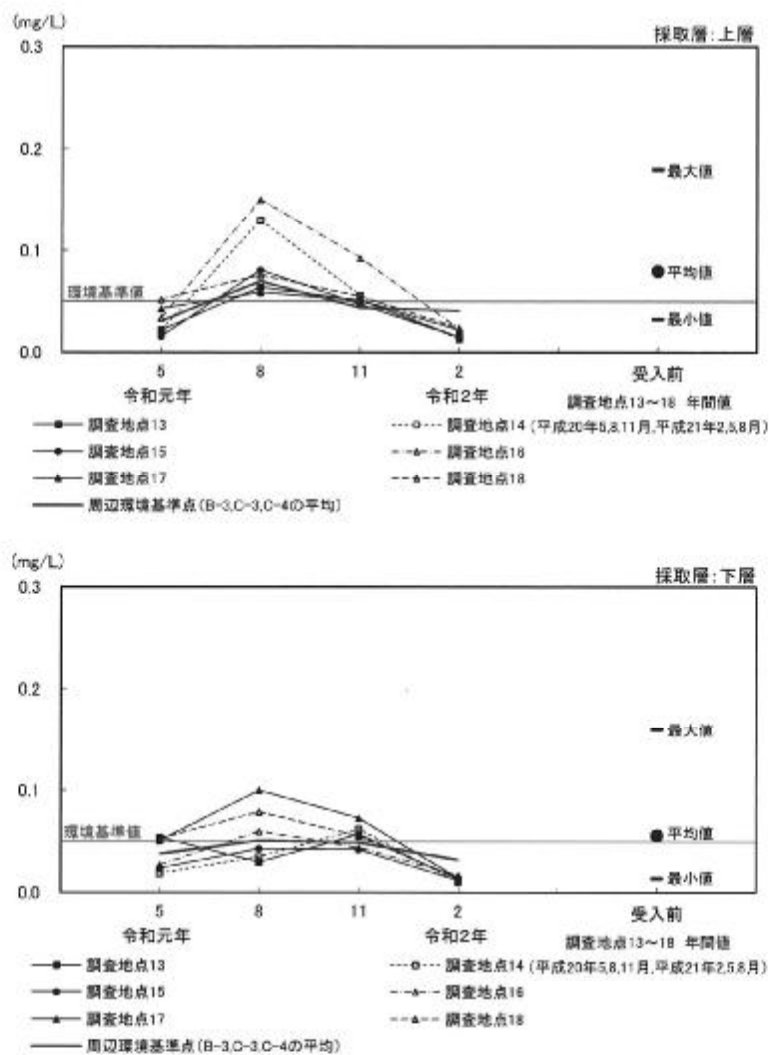 (mg/L)
採取層:上層
0.3
0.2
最大値
0.1
平均値
環境基準値
最小値
0.0
5 8 11 2 受入前
令和元年 令和2年 調査地点13～18 年間値
調査地点13 調査地点14 (平成20年5,8,11月,平成21年2,5,8月)
調査地点15 調査地点16
調査地点17 調査地点18
周辺環境基準点(B-3,C-3,C-4の平均)
(mg/L)
採取層:下層
0.3
0.2
最大値
0.1
環境基準値
平均値
最小値
0.0
5 8 11 2 受入前
令和元年 令和2年 調査地点13～18 年間値
調査地点13 調査地点14 (平成20年5,8,11月,平成21年2,5,8月)
調査地点15 調査地点16
調査地点17 調査地点18
周辺環境基準点(B-3,C-3,C-4の平均)